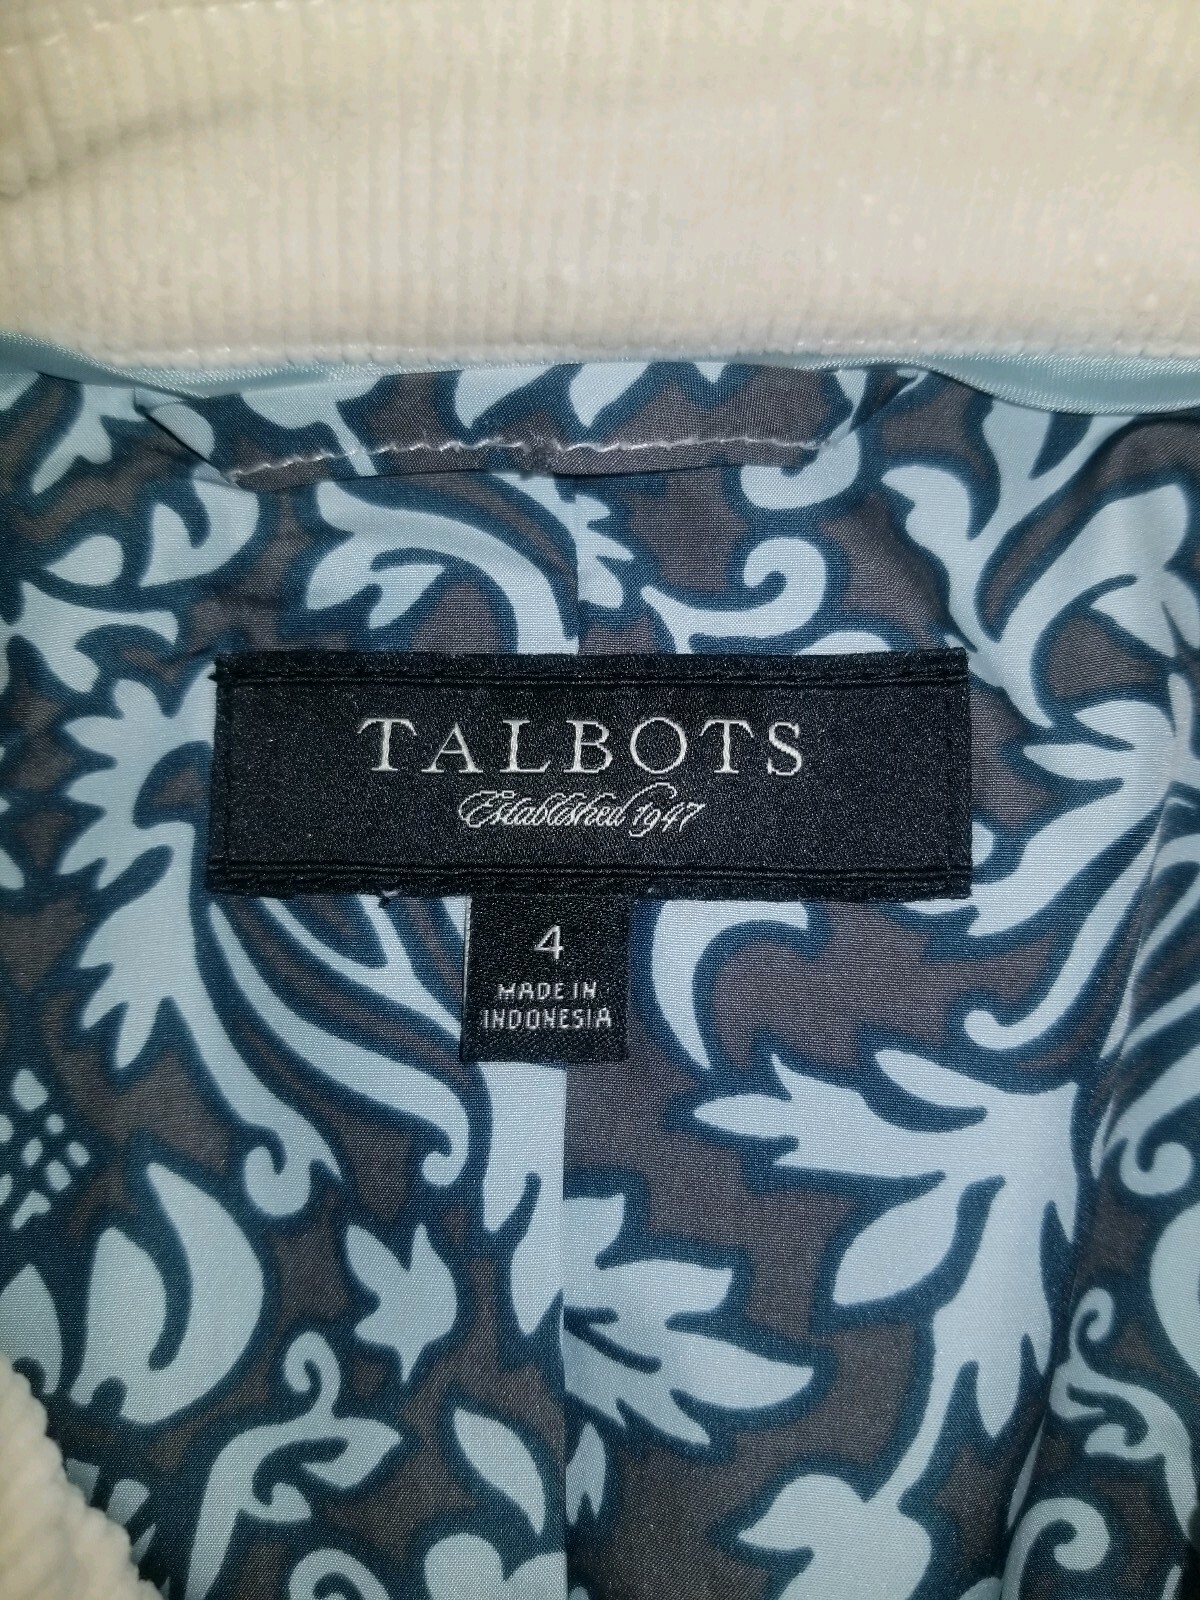 TALBOTS
Established 1947
4
MADE IN
INDONESIA